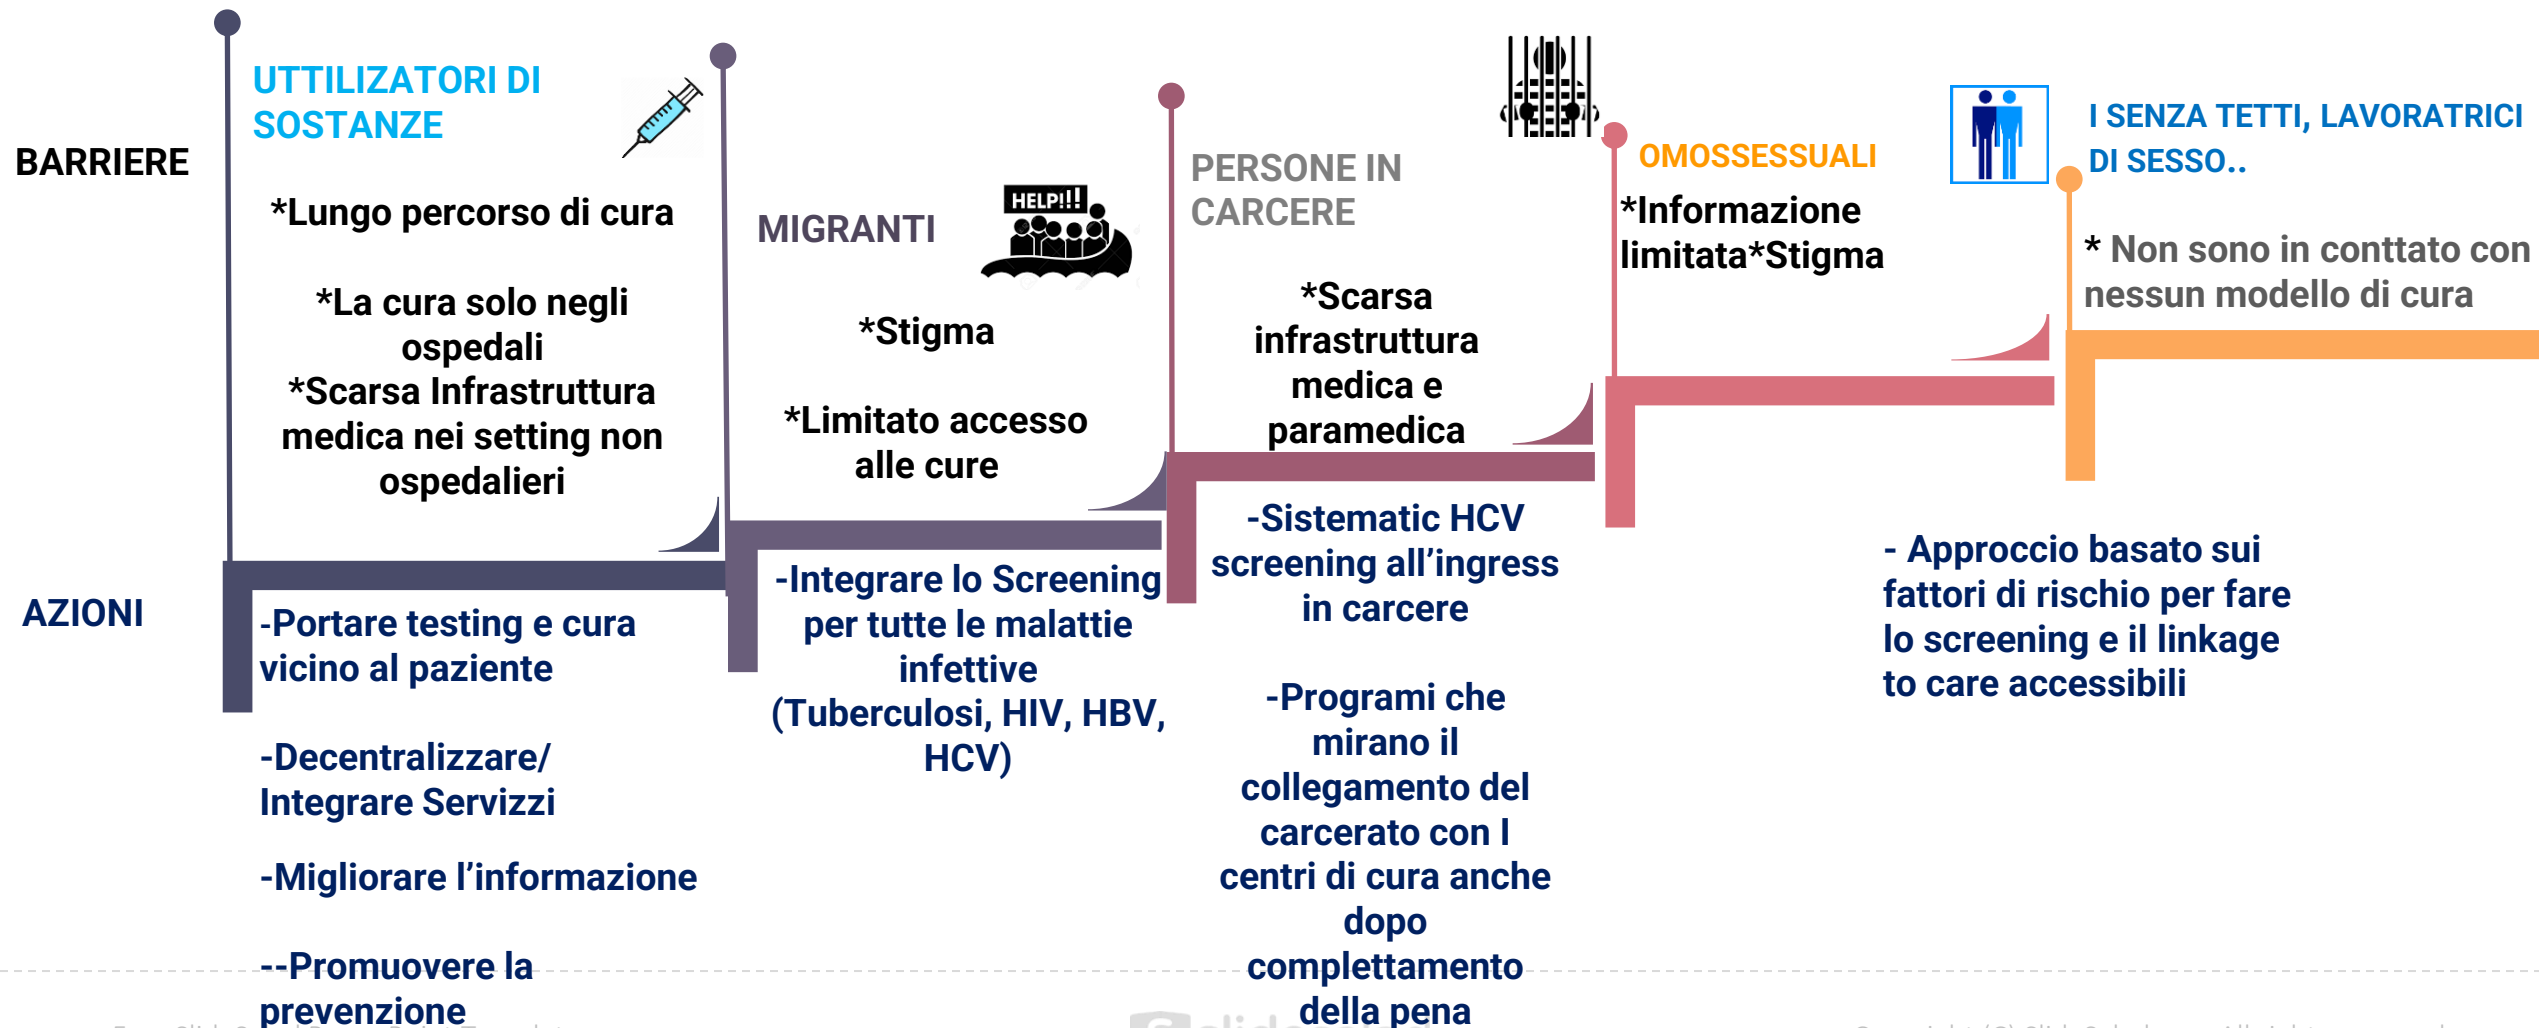 BARRIERE
UTTILIZATORI DI
SOSTANZE
*Lungo percorso di cura
*La cura solo negli
ospedali
*Scarsa Infrastruttura
medica nei setting non
ospedalieri
MIGRANTI
HELP!!!
*Stigma
*Limitato accesso
alle cure
PERSONE IN
CARCERE
*Scarsa
infrastruttura
medica e
paramedica
OMOSSESSUALI
*Informazione
limitata*Stigma
I SENZA TETTI, LAVORATRICI
DI SESSO..
* Non sono in conttato con
nessun modello di cura
AZIONI
-Portare testing e cura
vicino al paziente
-Decentralizzare/
Integrare Servizzi
-Migliorare l'informazione
--Promuovere la
prevenzione
-Integrare lo Screening
per tutte le malattie
infettive
(Tuberculosi, HIV, HBV,
HCV)
-Sistematic HCV
screening all'ingress
in carcere
-Programi che
mirano il
collegamento del
carcerato con I
centri di cura anche
dopo
complettamento
della pena
- Approccio basato sui
fattori di rischio per fare
lo screening e il linkage
to care accessibili